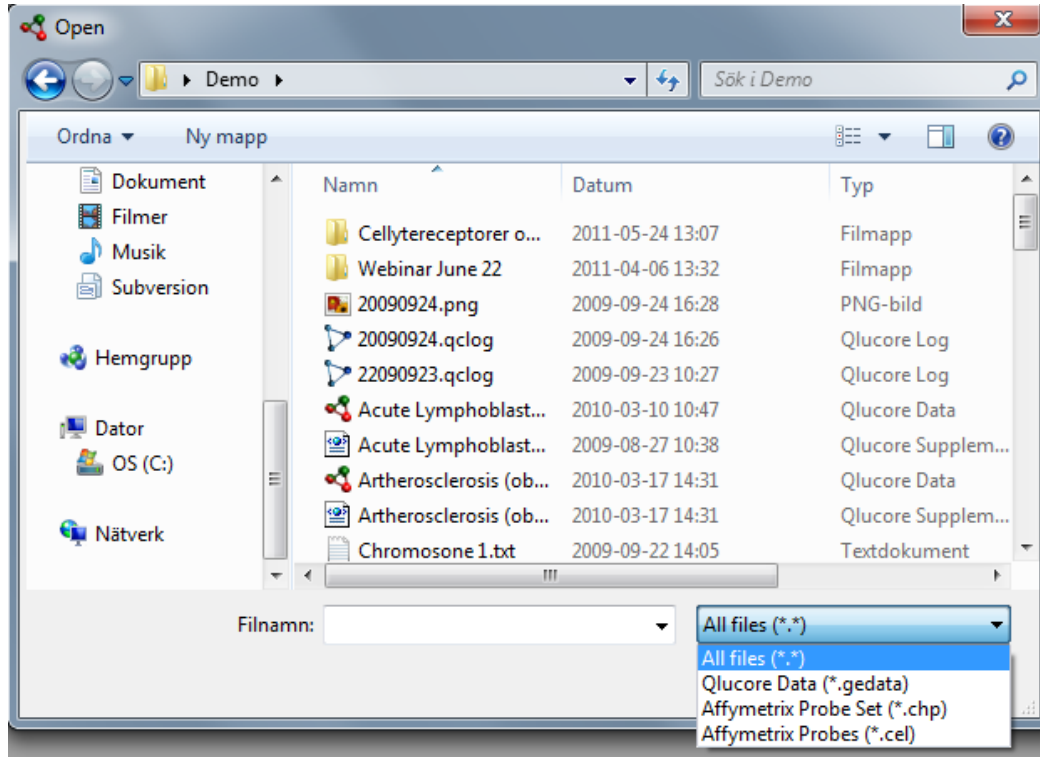 Open
Demo
Sök i Demo
Ordna
Ny mapp
Dokument
Filmer
Musik
Subversion
Hemgrupp
Dator
OS (C:)
Nätverk
Namn Datum Typ
Cellytereceptorer o... 2011-05-24 13:07 Filmapp
Webinar June 22 2011-04-06 13:32 Filmapp
20090924.png 2009-09-24 16:28 PNG-bild
20090924.qclog 2009-09-24 16:26 Qlucore Log
22090923.qclog 2009-09-23 10:27 Qlucore Log
Acute Lymphoblast... 2010-03-10 10:47 Qlucore Data
Acute Lymphoblast... 2009-08-27 10:38 Qlucore Supplem...
Artherosclerosis (ob... 2010-03-17 14:31 Qlucore Data
Artherosclerosis (ob... 2010-03-17 14:31 Qlucore Supplem...
Chromosone 1.txt 2009-09-22 14:05 Textdokument
Filnamn:
All files (*.*)
All files (*.*)
Qlucore Data (*.gedata)
Affymetrix Probe Set (*.chp)
Affymetrix Probes (*.cel)